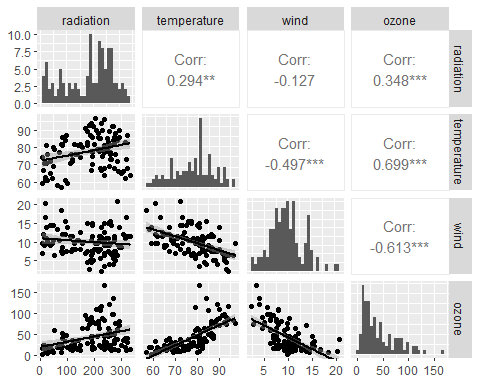 radiation temperature wind ozone
10.0
7.5
5.0
2.5
0.0
Corr:
0.294**
Corr:
-0.127
Corr:
0.348***
radiation
90
80
70
60
Corr:
-0.497***
Corr:
0.699***
temperature
20
15
10
5
Corr:
-0.613***
wind
150
100
50
0
ozone
0 100 200 300 60 70 80 90 5 10 15 20 0 50 100 150